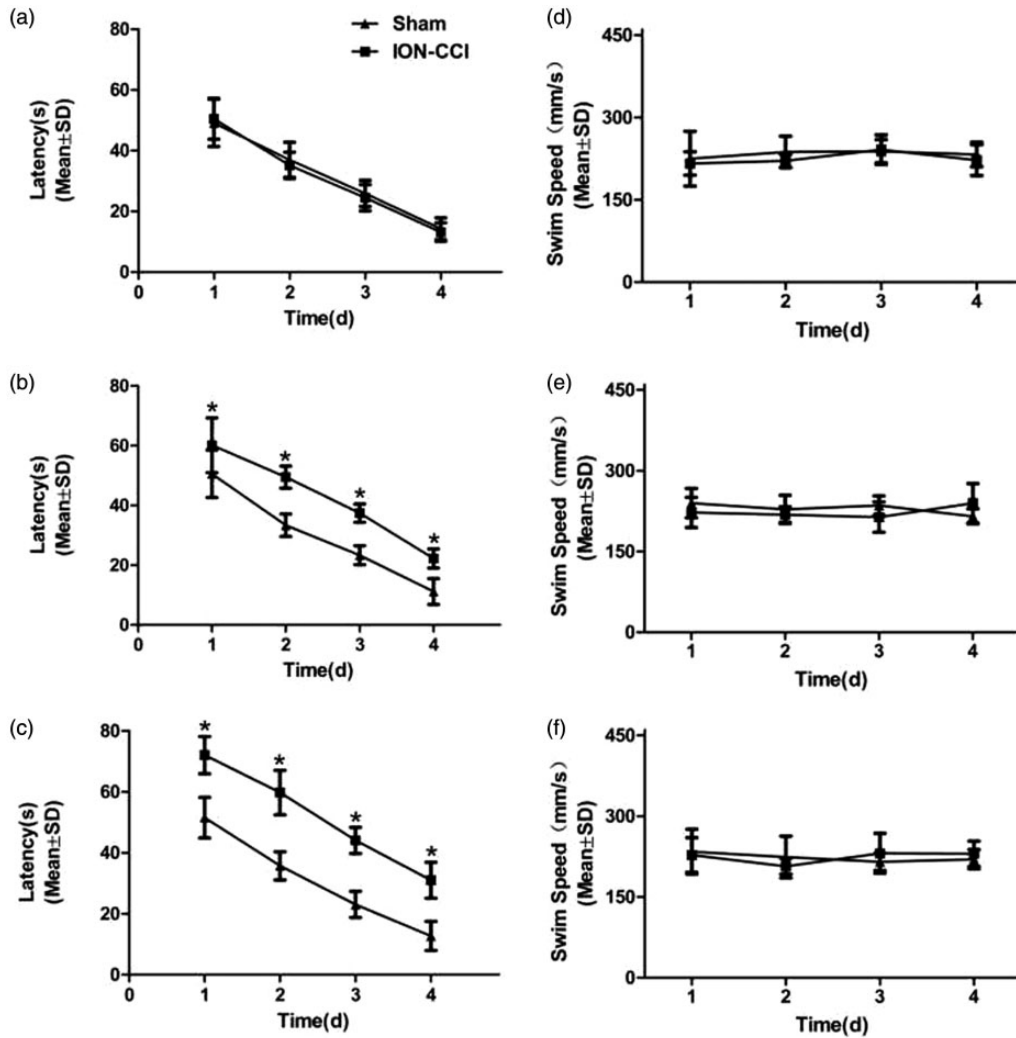 (a)
Sham
ION-CCI
Latency(s)
(Mean±SD)
80
60
40
20
0
0 1 2 3 4
Time(d)
(d)
Swim Speed (mm/s)
(Mean±SD)
450
300
150
0
1 2 3 4
Time(d)
(b)
Latency(s)
(Mean±SD)
80
60
40
20
0
* * * *
0 1 2 3 4
Time(d)
(e)
Swim Speed (mm/s)
(Mean±SD)
450
300
150
0
1 2 3 4
Time(d)
(c)
Latency(s)
(Mean±SD)
80
60
40
20
0
* * * *
0 1 2 3 4
Time(d)
(f)
Swim Speed (mm/s)
(Mean±SD)
450
300
150
0
1 2 3 4
Time(d)